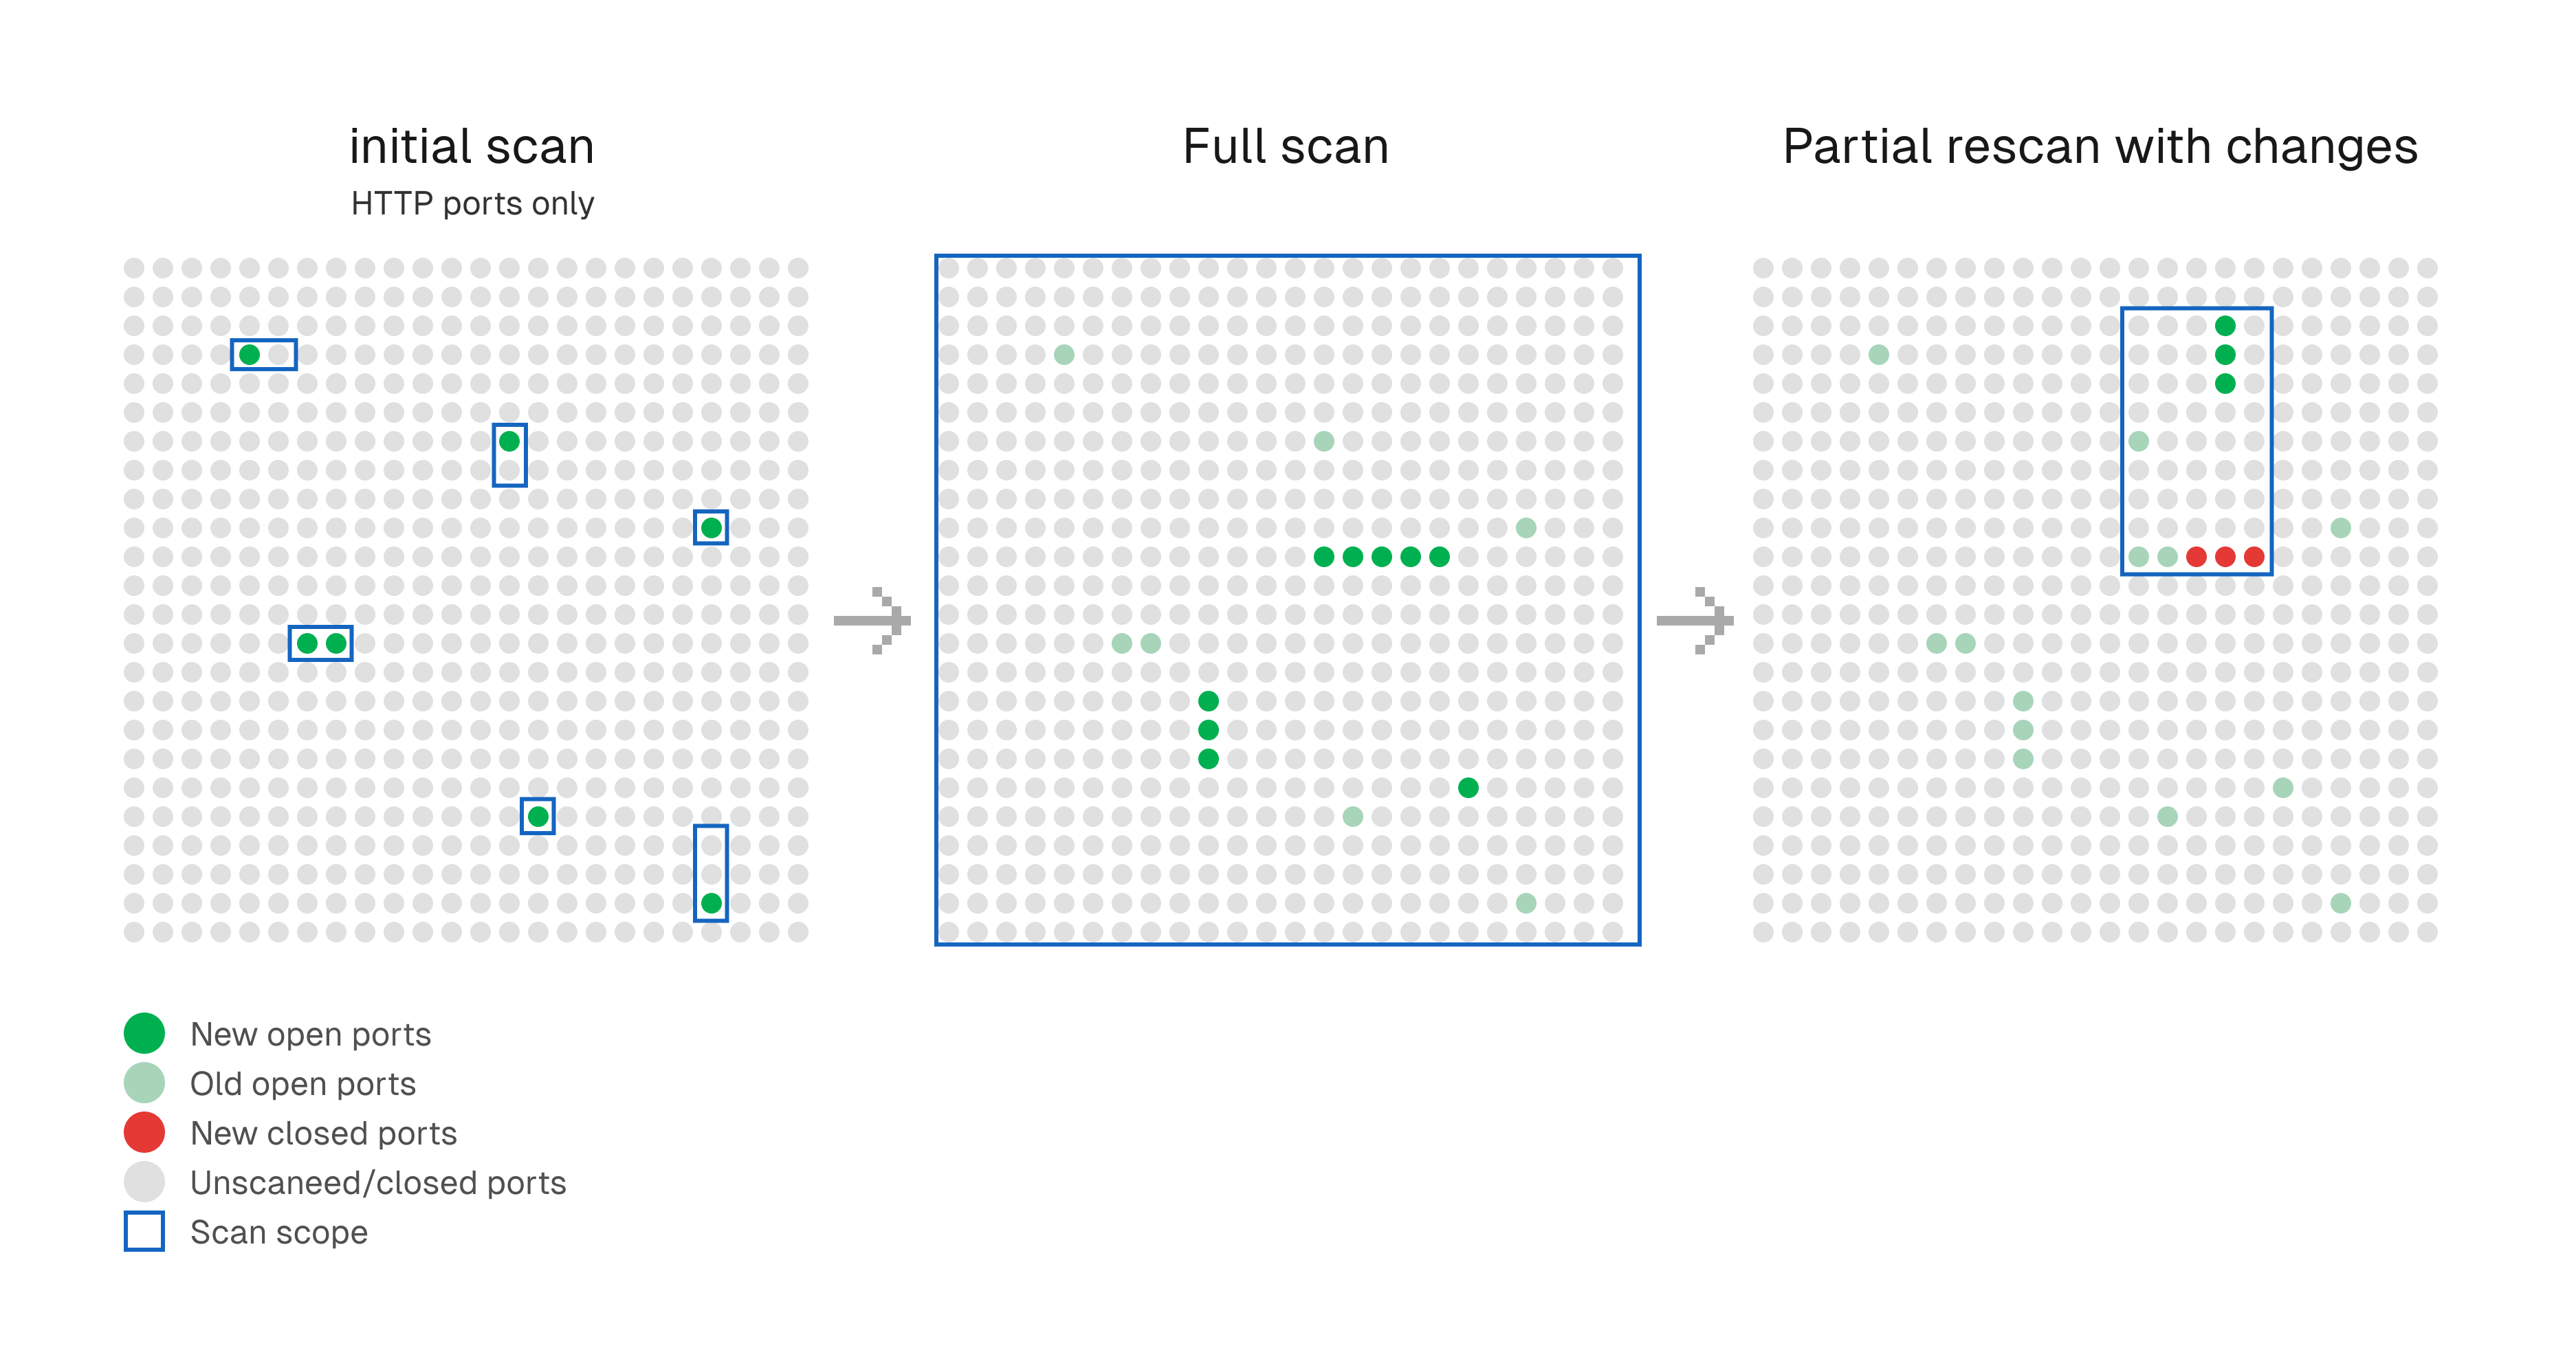 initial scan
HTTP ports only
Full scan
Partial rescan with changes
New open ports
Old open ports
New closed ports
Unscaneed/closed ports
Scan scope